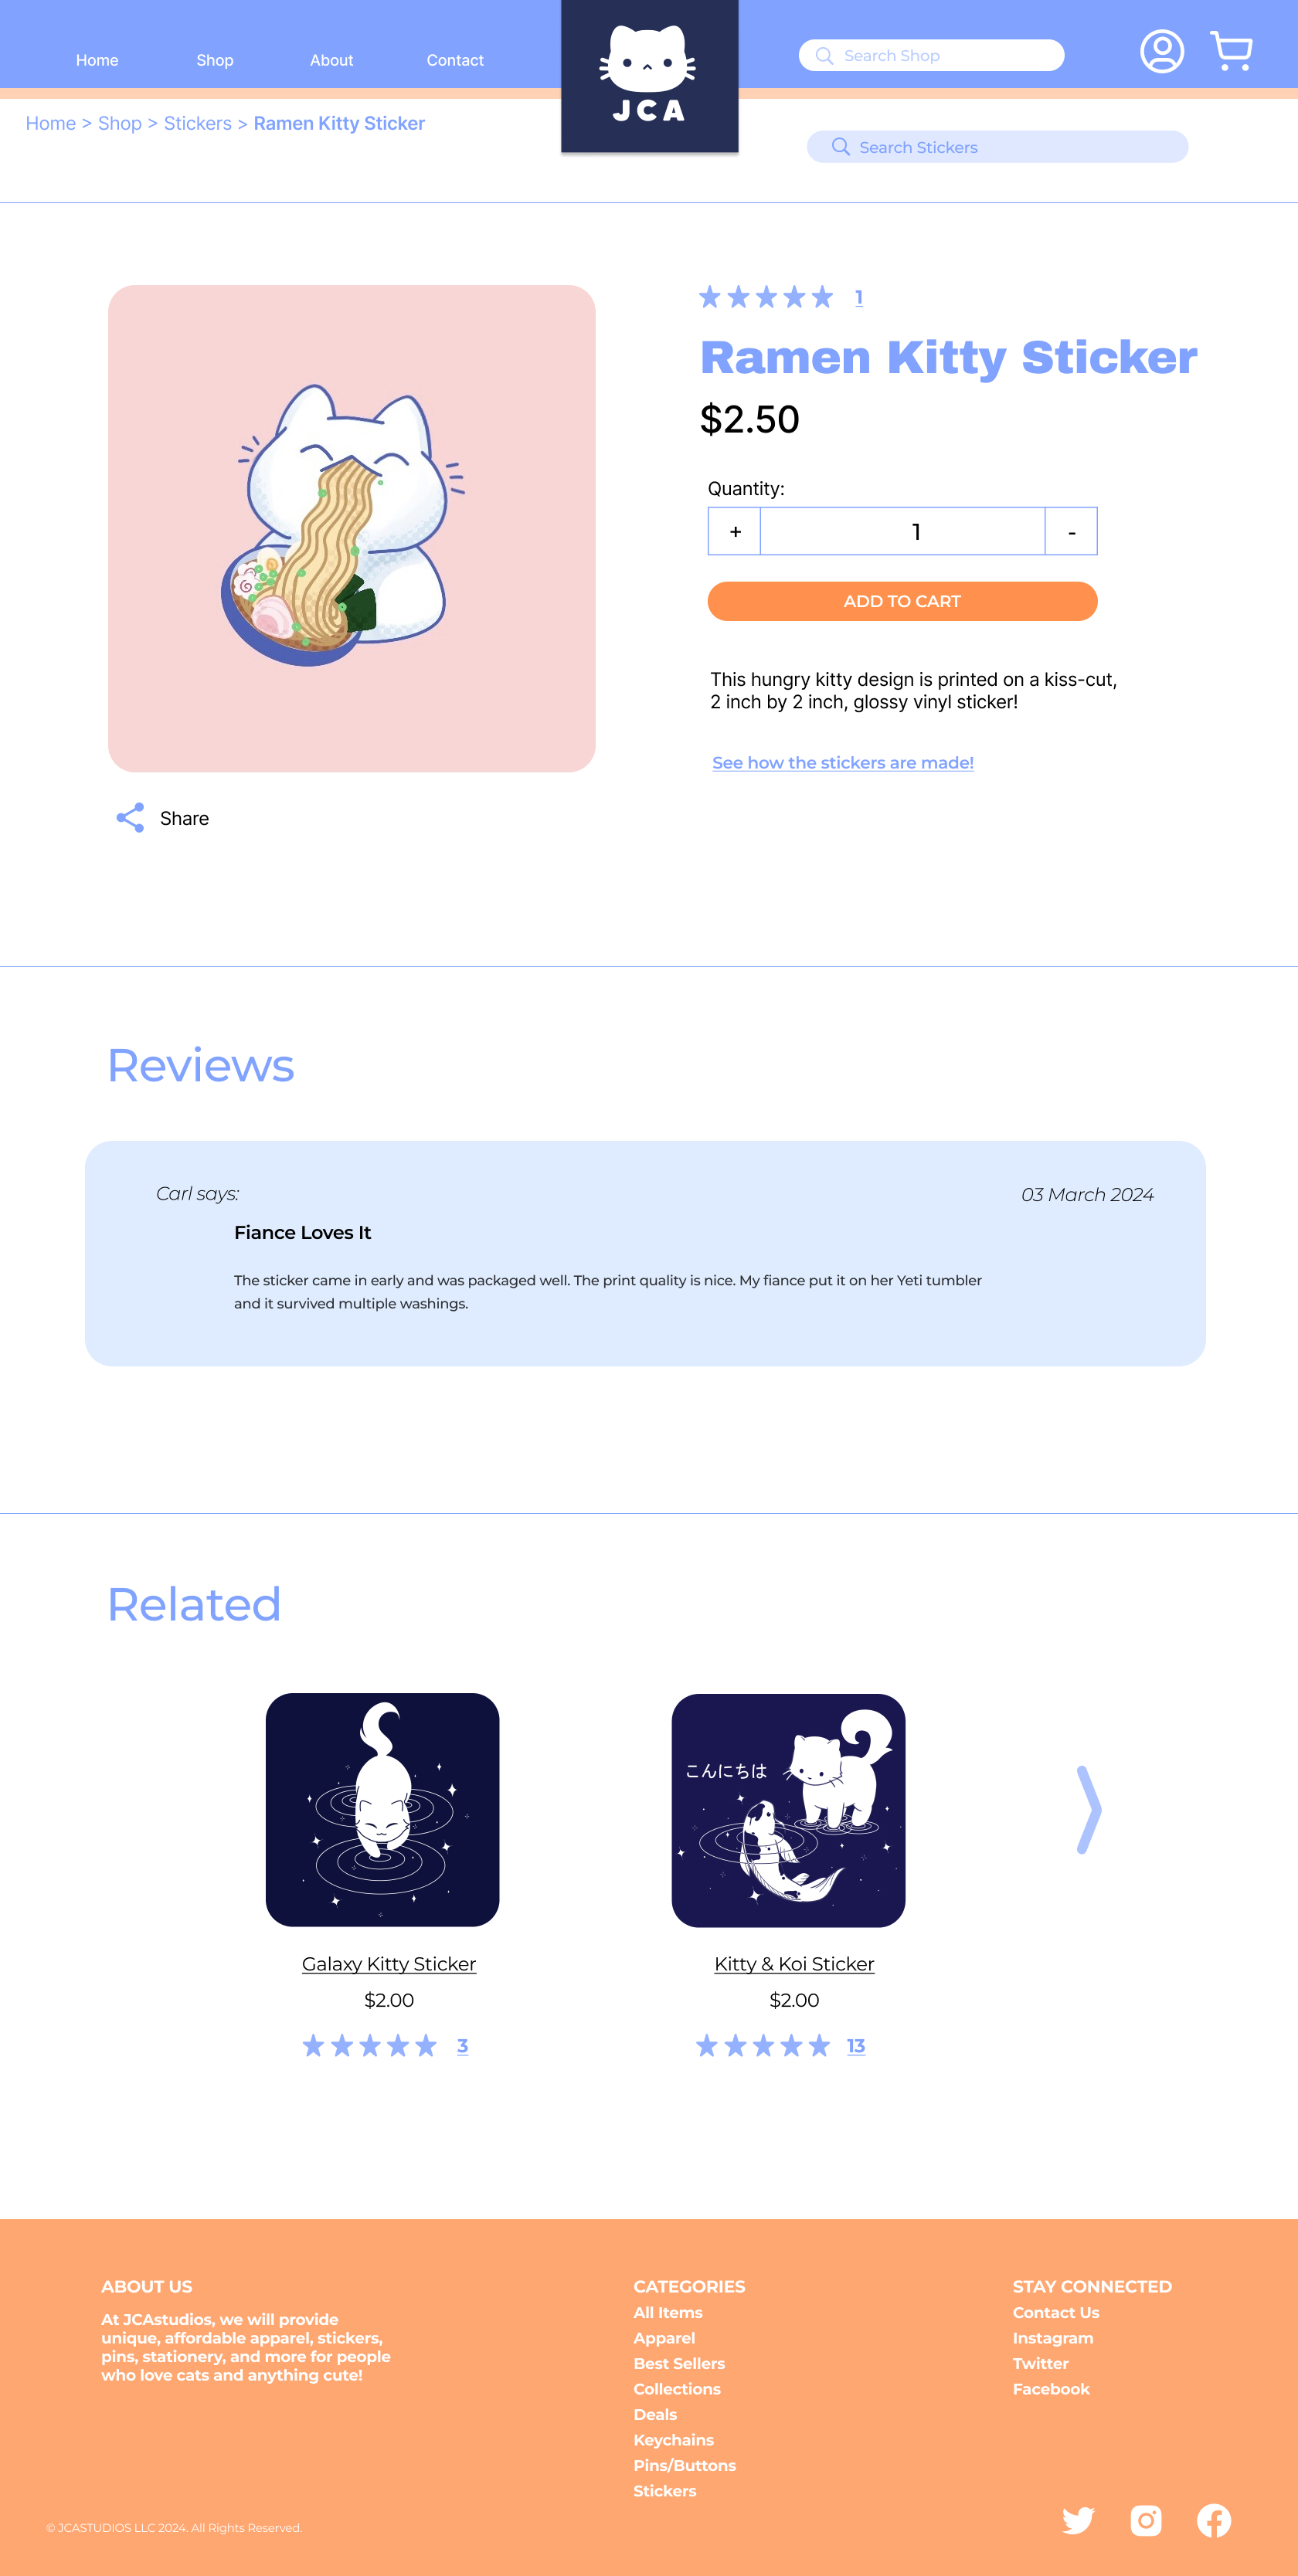 Home
Shop
About
Contact
JCA
Search Shop
Home > Shop > Stickers > Ramen Kitty Sticker
Search Stickers
1
Ramen Kitty Sticker
$2.50
Quantity:
+ 1 -
ADD TO CART
This hungry kitty design is printed on a kiss-cut,
2 inch by 2 inch, glossy vinyl sticker!
See how the stickers are made!
Share
Reviews
Carl says:
03 March 2024
Fiance Loves It
The sticker came in early and was packaged well. The print quality is nice. My fiance put it on her Yeti tumbler
and it survived multiple washings.
Related
こんにちは
Galaxy Kitty Sticker
$2.00
3
Kitty & Koi Sticker
$2.00
13
ABOUT US
At JCAstudios, we will provide
unique, affordable apparel, stickers,
pins, stationery, and more for people
who love cats and anything cute!
CATEGORIES
All Items
Apparel
Best Sellers
Collections
Deals
Keychains
Pins/Buttons
Stickers
STAY CONNECTED
Contact Us
Instagram
Twitter
Facebook
© JCASTUDIOS LLC 2024. All Rights Reserved.